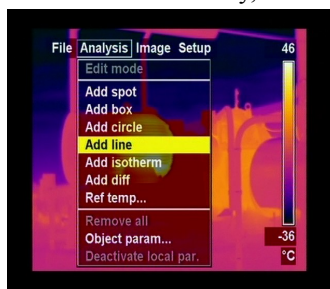 File Analysis Image Setup 46
Edit mode
Add spot
Add box
Add circle
Add line
Add isotherm
Add diff
Ref temp...
Remove all
Object param...
-36
Deactivate local par.
°C